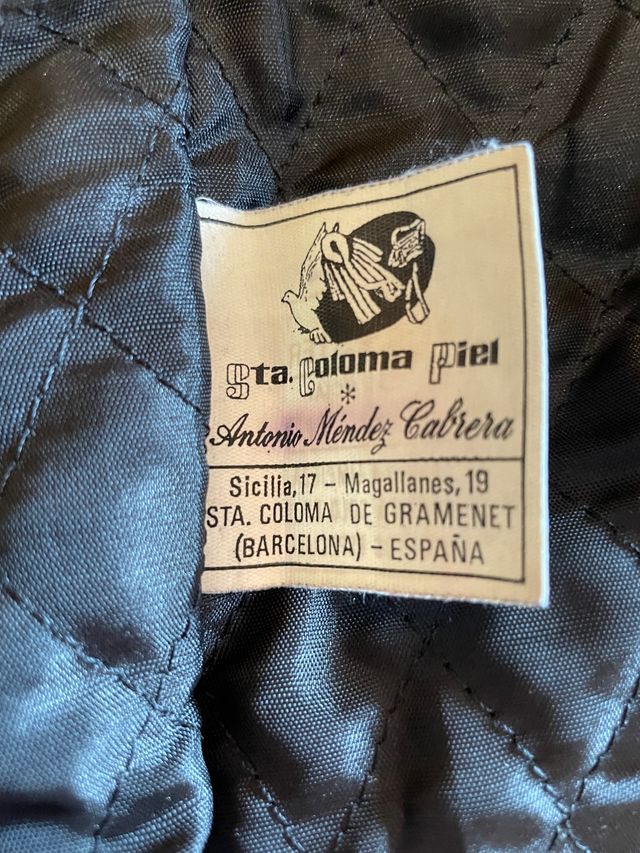 Sta. Coloma Piel
*
Antonio Méndez Cabrera
Sicilia, 17 - Magallanes, 19
STA. COLOMA DE GRAMENET
(BARCELONA) - ESPAÑA